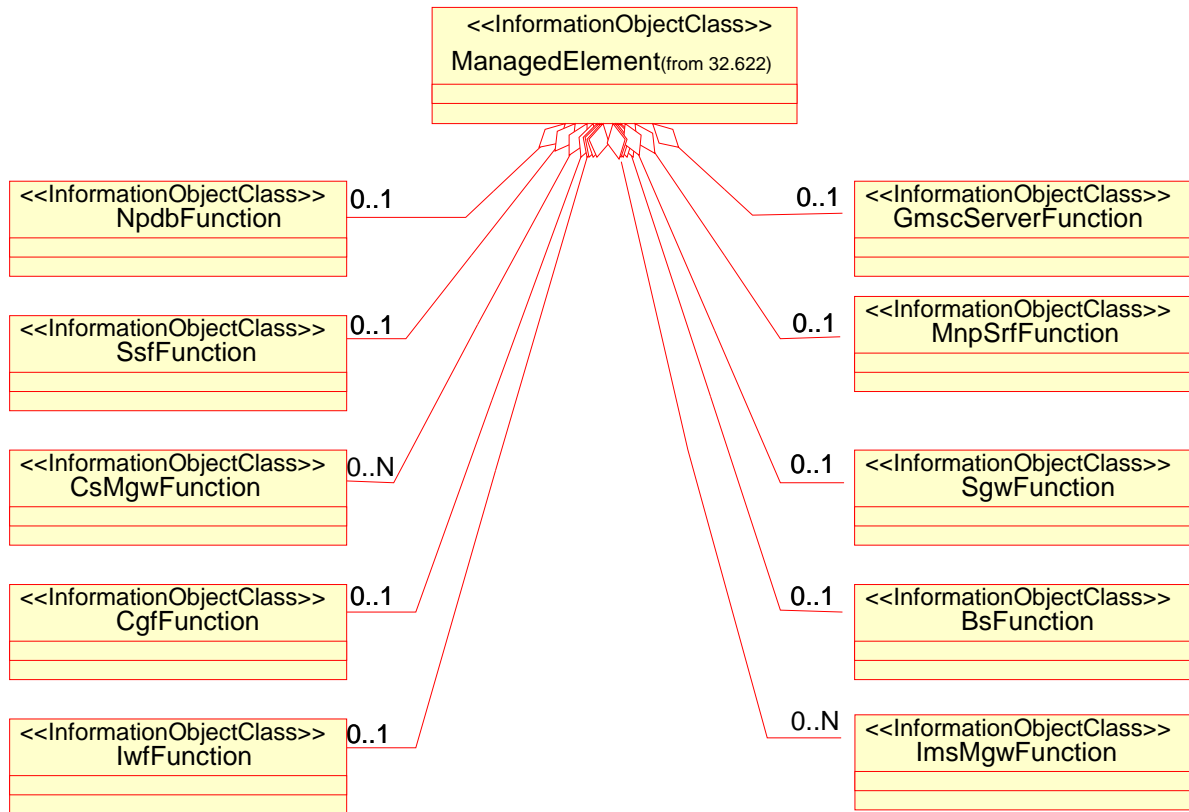 <<InformationObjectClass>>
ManagedElement(from 32.622)
<<InformationObjectClass>>
NpdbFunction
0..1
0..1
<<InformationObjectClass>>
GmscServerFunction
<<InformationObjectClass>>
SsfFunction
0..1
0..1
<<InformationObjectClass>>
MnpSrfFunction
<<InformationObjectClass>>
CsMgwFunction
0..N
0..1
<<InformationObjectClass>>
SgwFunction
<<InformationObjectClass>>
CgfFunction
0..1
0..1
<<InformationObjectClass>>
BsFunction
<<InformationObjectClass>>
IwfFunction
0..1
0..N
<<InformationObjectClass>>
ImsMgwFunction